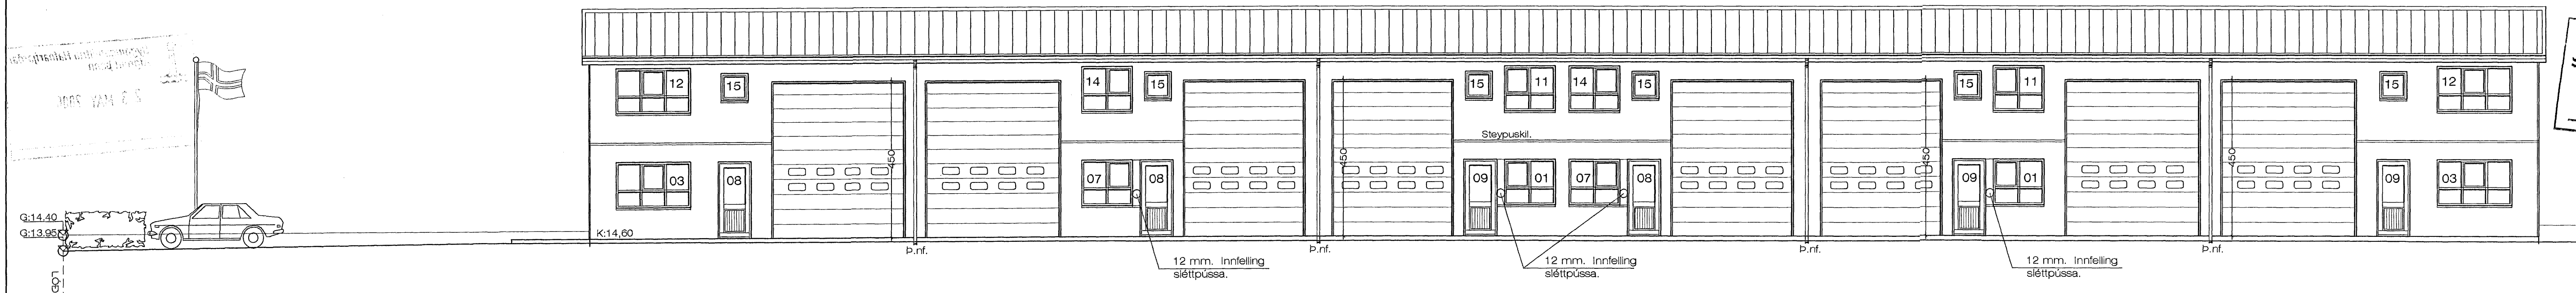 12
15
14
15
15
11
14
15
15
11
15
12
Steypuskil.
450
450
450
450
03
08
07
08
09
01
07
08
09
01
09
03
G:14.40
G:13.95
K:14,60
Þ.nf.
Þ.nf.
Þ.nf.
Þ.nf.
12 mm. Innfelling
sléttpússa.
12 mm. Innfelling
sléttpússa.
12 mm. Innfelling
sléttpússa.